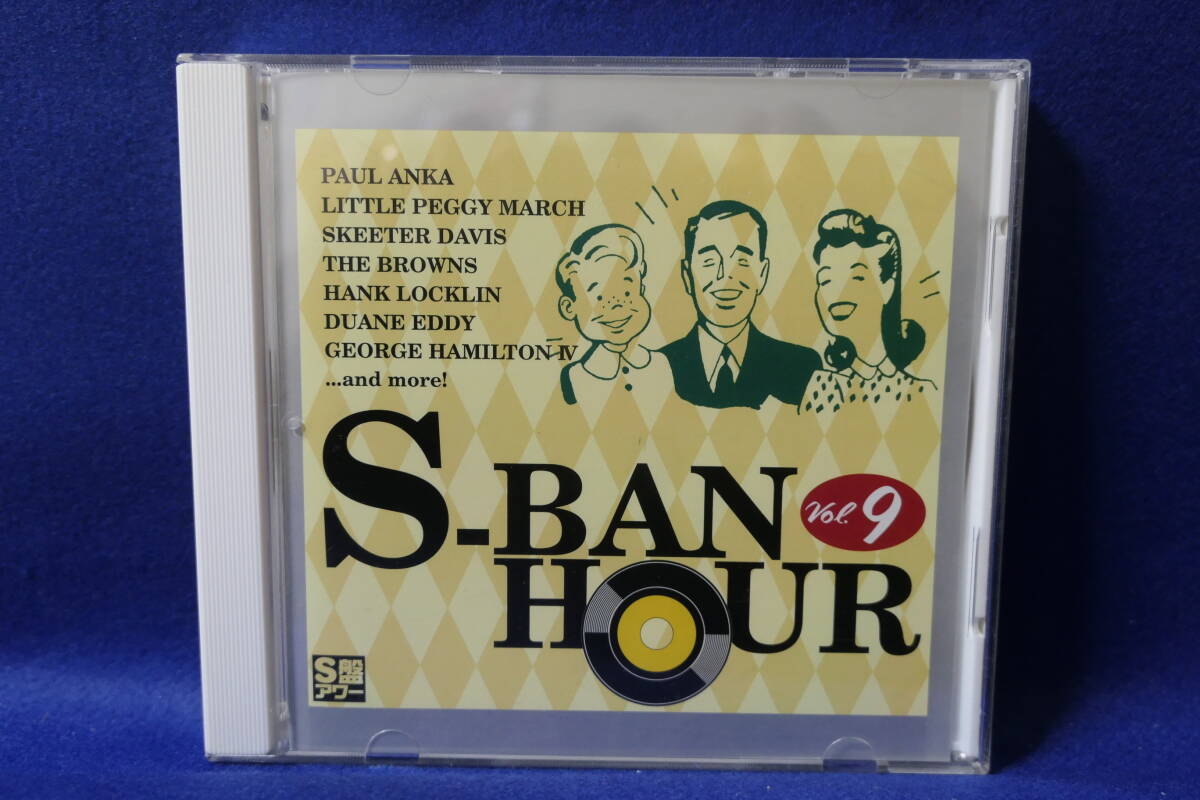 PAUL ANKA
LITTLE PEGGY MARCH
SKEETER DAVIS
THE BROWNS
HANK LOCKLIN
DUANE EDDY
GEORGE HAMILTON IV
...and more!
S-BAN
Vol. 9
HOUR
S盤
アワー